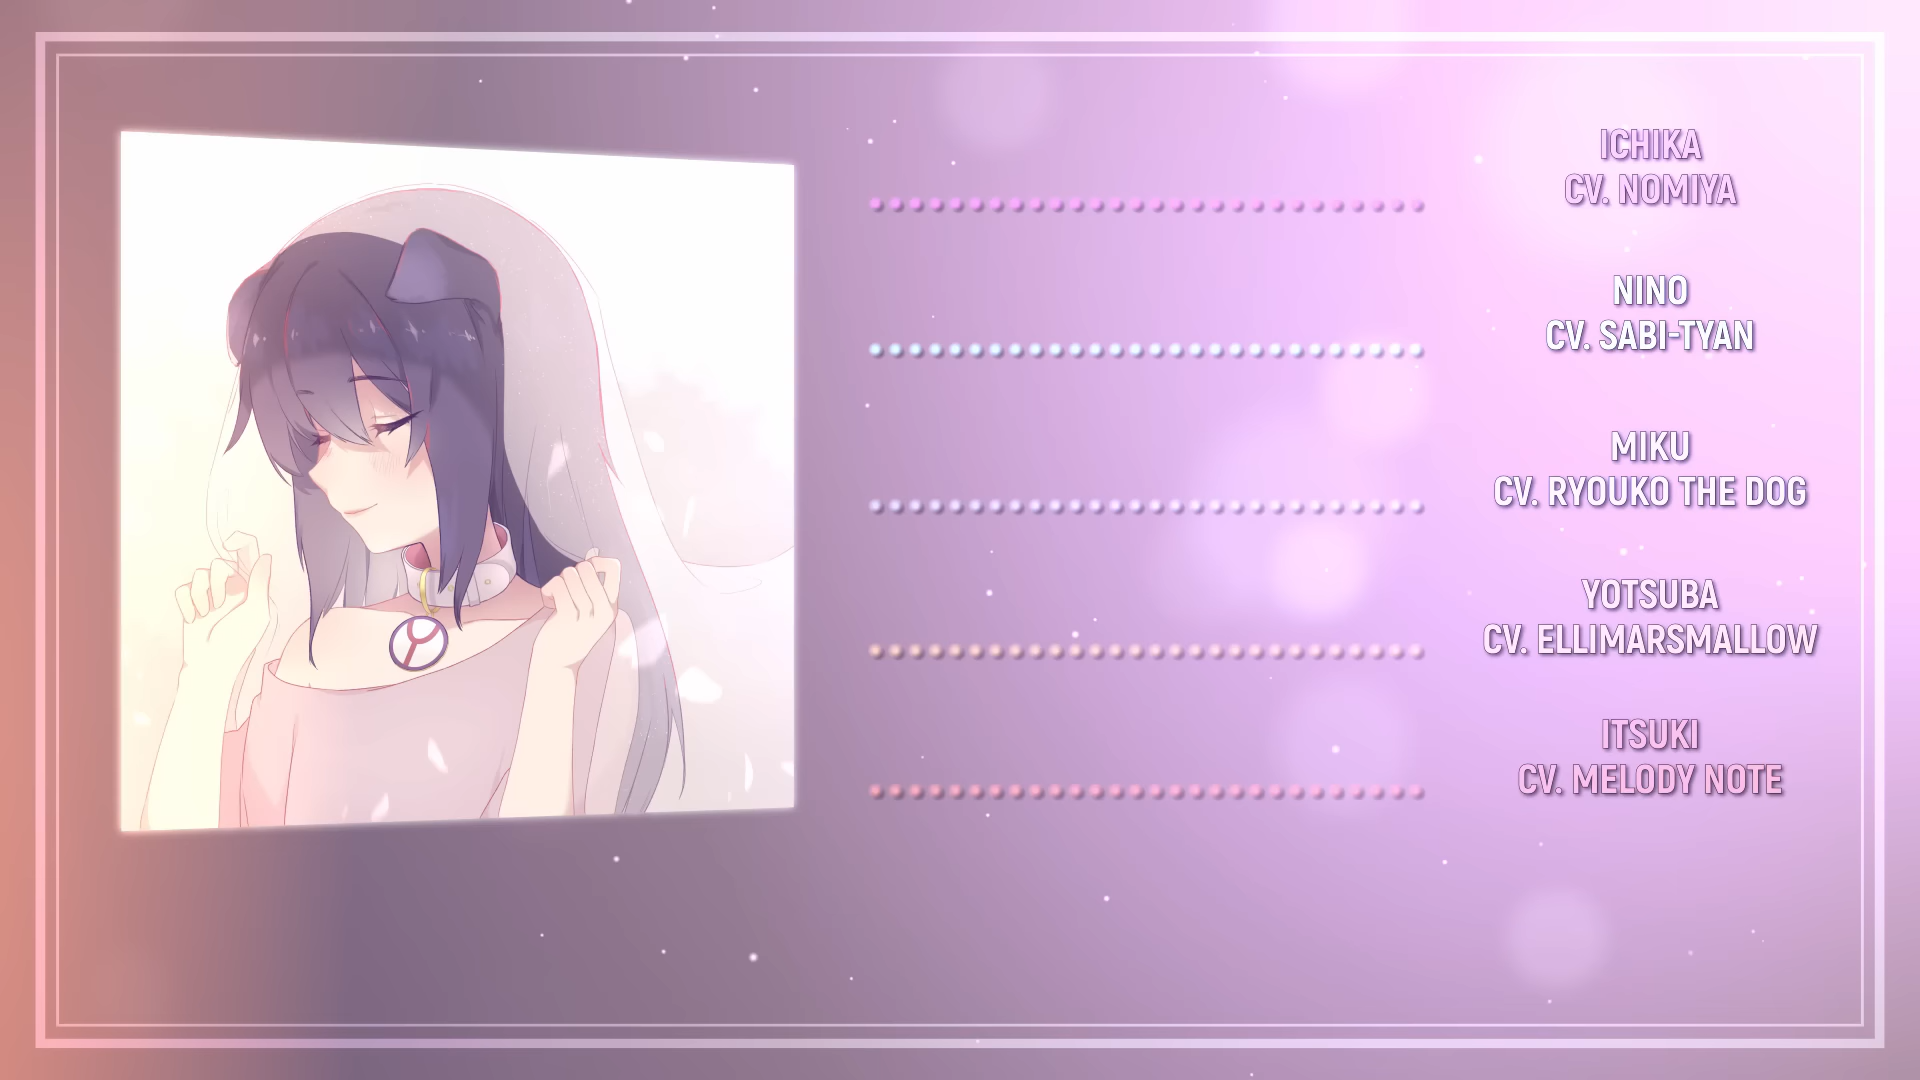 ICHIKA
CV. NOMIYA
NINO
CV. SABI-TYAN
MIKU
CV. RYOUKO THE DOG
YOTSUBA
CV. ELLIMARSMALLOW
ITSUKI
CV. MELODY NOTE